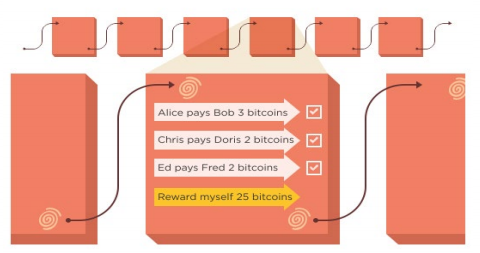 Alice pays Bob 3 bitcoins
Chris pays Doris 2 bitcoins
Ed pays Fred 2 bitcoins
Reward myself 25 bitcoins